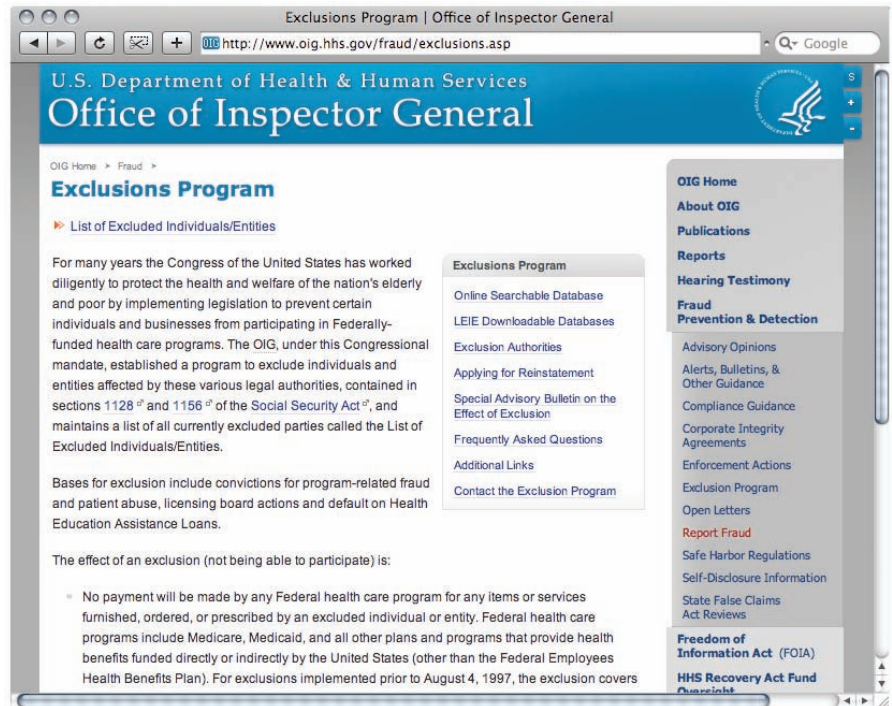 Exclusions Program | Office of Inspector General
http://www.oig.hhs.gov/fraud/exclusions.asp
Google
U.S. Department of Health & Human Services
Office of Inspector General
S
+
-
OIG Home > Fraud >
Exclusions Program
List of Excluded Individuals/Entities
For many years the Congress of the United States has worked
diligently to protect the health and welfare of the nation's elderly
and poor by implementing legislation to prevent certain
individuals and businesses from participating in Federally-
funded health care programs. The OIG, under this Congressional
mandate, established a program to exclude individuals and
entities affected by these various legal authorities, contained in
sections 1128 and 1156 of the Social Security Act, and
maintains a list of all currently excluded parties called the List of
Excluded Individuals/Entities.
Bases for exclusion include convictions for program-related fraud
and patient abuse, licensing board actions and default on Health
Education Assistance Loans.
The effect of an exclusion (not being able to participate) is:
No payment will be made by any Federal health care program for any items or services
furnished, ordered, or prescribed by an excluded individual or entity. Federal health care
programs include Medicare, Medicaid, and all other plans and programs that provide health
benefits funded directly or indirectly by the United States (other than the Federal Employees
Health Benefits Plan). For exclusions implemented prior to August 4, 1997, the exclusion covers
Exclusions Program
Online Searchable Database
LEIE Downloadable Databases
Exclusion Authorities
Applying for Reinstatement
Special Advisory Bulletin on the
Effect of Exclusion
Frequently Asked Questions
Additional Links
Contact the Exclusion Program
OIG Home
About OIG
Publications
Reports
Hearing Testimony
Fraud
Prevention & Detection
Advisory Opinions
Alerts, Bulletins, &
Other Guidance
Compliance Guidance
Corporate Integrity
Agreements
Enforcement Actions
Exclusion Program
Open Letters
Report Fraud
Safe Harbor Regulations
Self-Disclosure Information
State False Claims
Act Reviews
Freedom of
Information Act (FOIA)
HHS Recovery Act Fund
Oversight